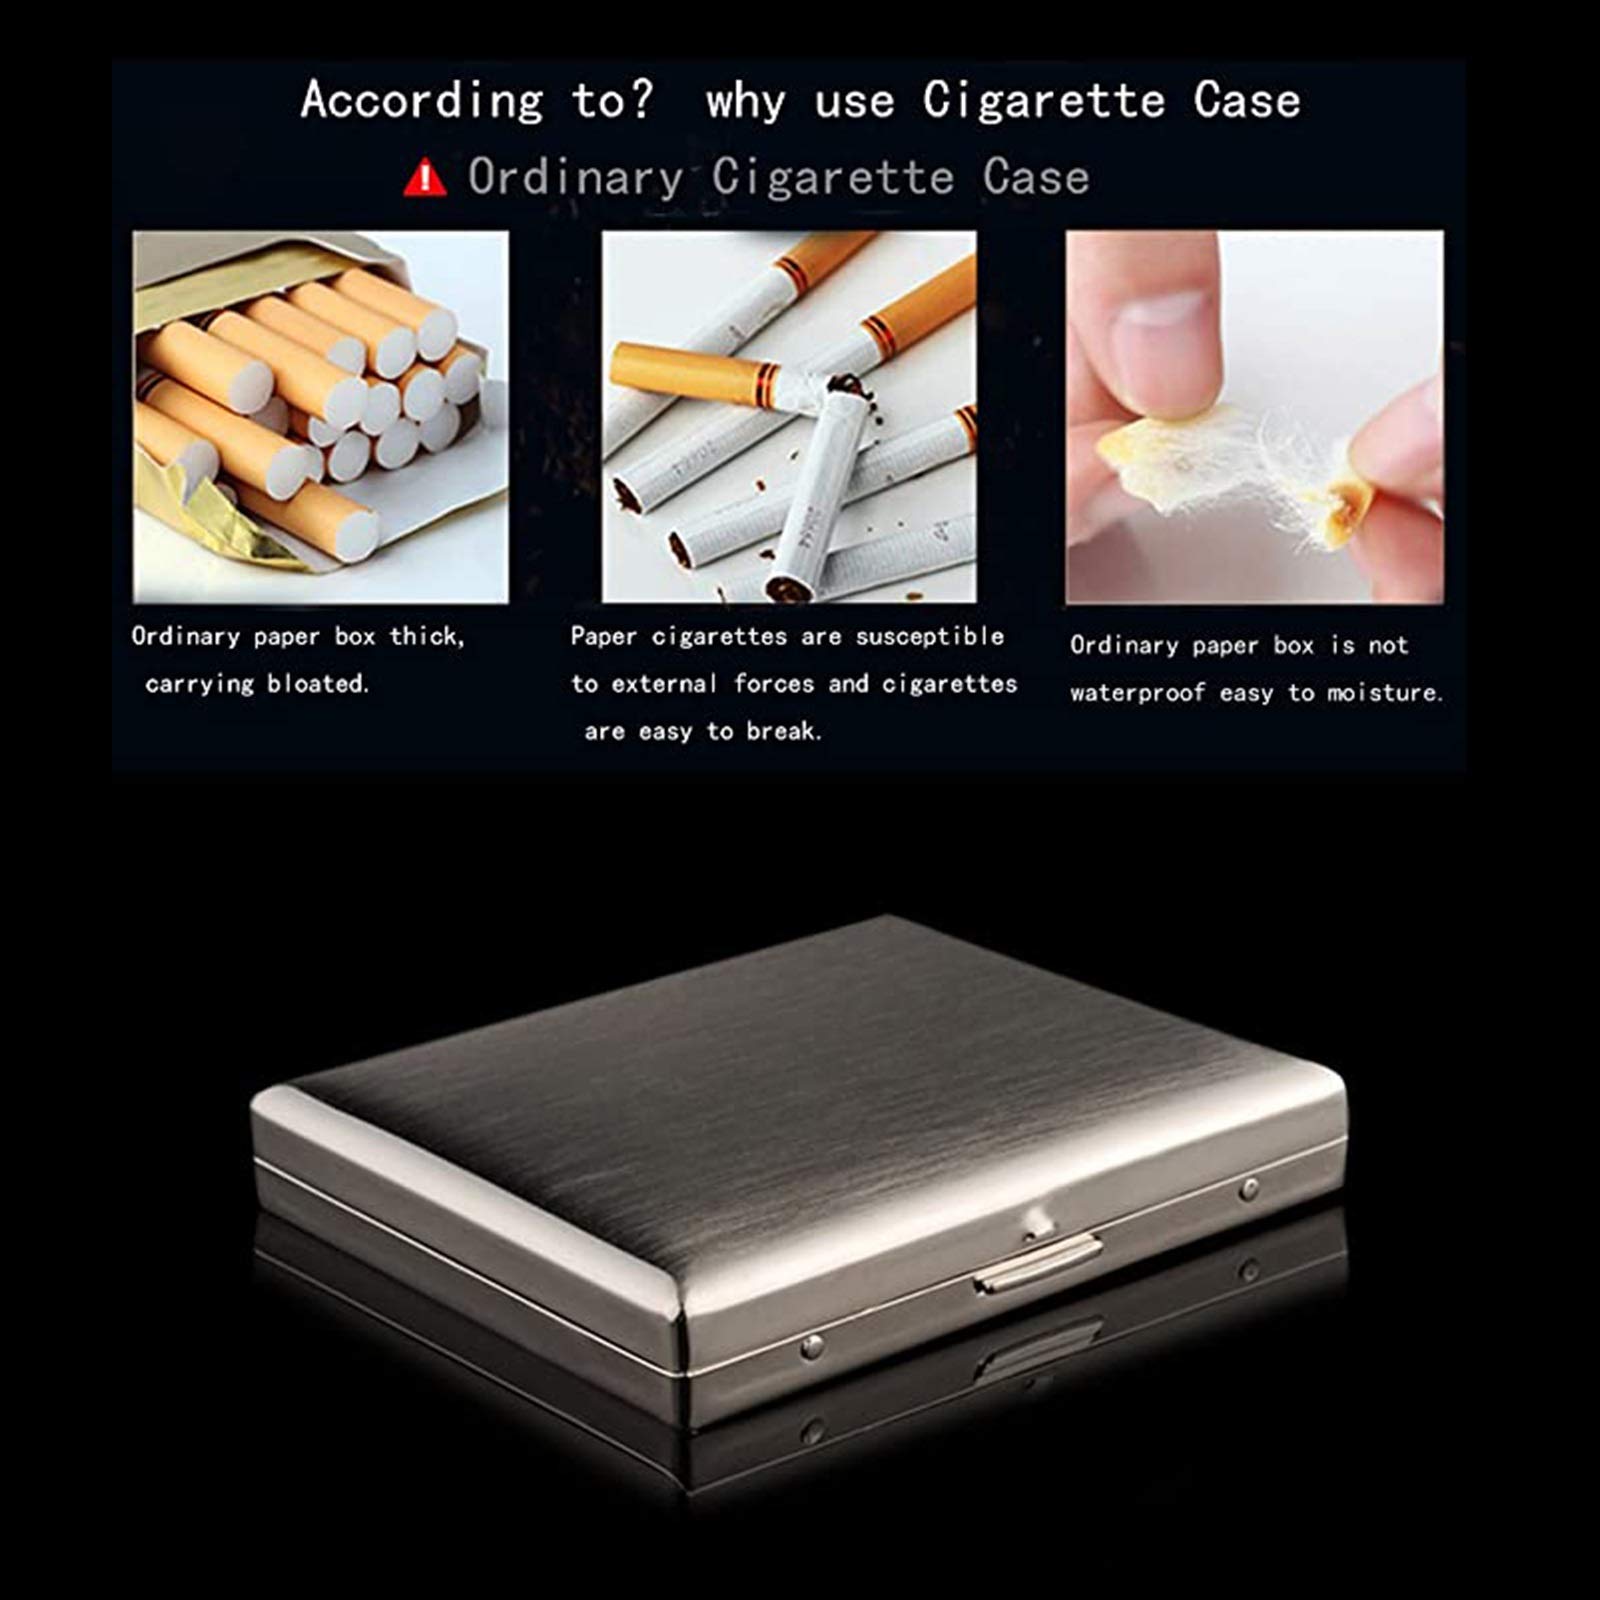 According to? why use Cigarette Case
Ordinary Cigarette Case
Ordinary paper box thick,
carrying bloated.
Paper cigarettes are susceptible
to external forces and cigarettes
are easy to break.
Ordinary paper box is not
waterproof easy to moisture.